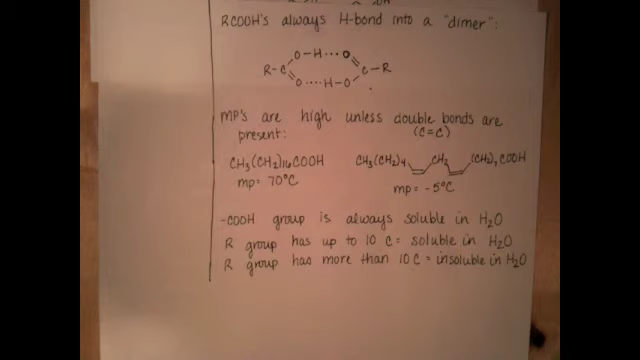 RCOOH's always H-bond into a "dimer":
O-H···O
R-C C-R
O····H-O
MP's are high unless double bonds are
present: (C=C)
CH₃(CH₂)₁₆COOH CH₃(CH₂)₄ CH₂ (CH₂)₇COOH
mp= 70°C mp= -5°C
-COOH group is always soluble in H₂O
R group has up to 10 C = soluble in H₂O
R group has more than 10 C = insoluble in H₂O